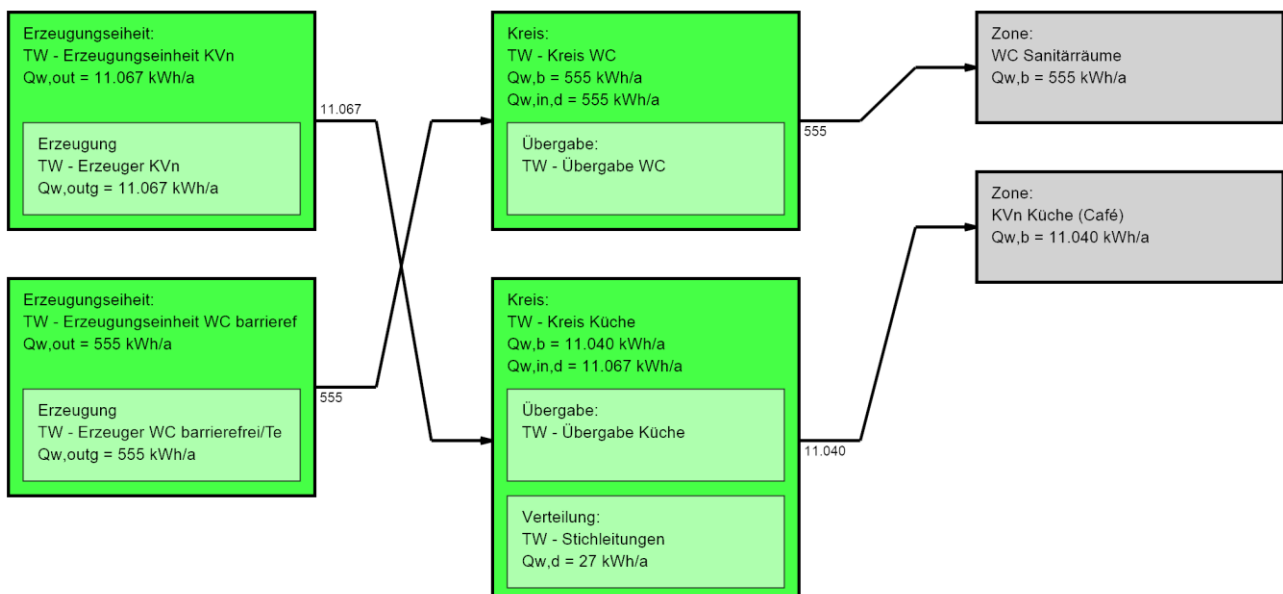 Erzeugungseiheit:
TW - Erzeugungseinheit KVn
Qw,out = 11.067 kWh/a
Erzeugung
TW - Erzeuger KVn
Qw,outg = 11.067 kWh/a
11.067
Erzeugungseiheit:
TW - Erzeugungseinheit WC barrieref
Qw,out = 555 kWh/a
Erzeugung
TW - Erzeuger WC barrierefrei/Te
Qw,outg = 555 kWh/a
555
Kreis:
TW - Kreis WC
Qw,b = 555 kWh/a
Qw,in,d = 555 kWh/a
Übergabe:
TW - Übergabe WC
555
Kreis:
TW - Kreis Küche
Qw,b = 11.040 kWh/a
Qw,in,d = 11.067 kWh/a
Übergabe:
TW - Übergabe Küche
11.040
Verteilung:
TW - Stichleitungen
Qw,d = 27 kWh/a
Zone:
WC Sanitärräume
Qw,b = 555 kWh/a
Zone:
KVn Küche (Café)
Qw,b = 11.040 kWh/a